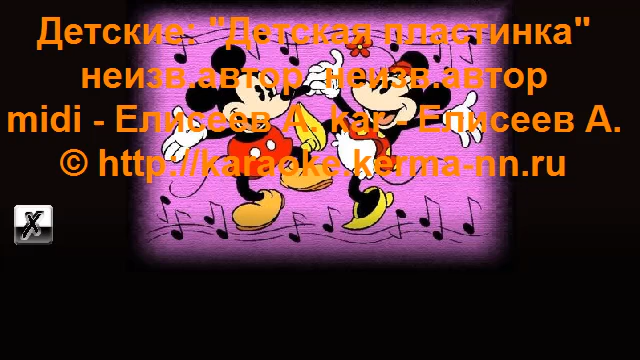 Детские: "Детская пластинка"
неизв.автор, неизв.автор
midi - Елисеев А. kar - Елисеев А.
© http://karaoke.kerma-nn.ru
X